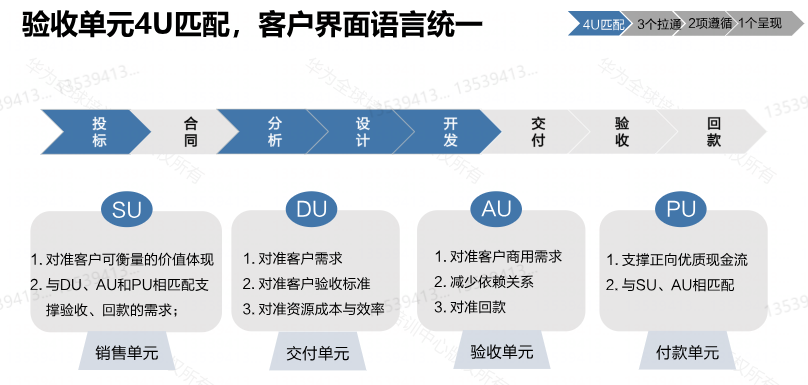 验收单元4U匹配，客户界面语言统一
4U匹配 3个拉通 2项遵循 1个呈现
投标 合同 分析 设计 开发 交付 验收 回款
SU
1. 对准客户可衡量的价值体现
2. 与DU、AU和PU相匹配支
撑验收、回款的需求；
销售单元
DU
1. 对准客户需求
2. 对准客户验收标准
3. 对准资源成本与效率
交付单元
AU
1. 对准客户商用需求
2. 减少依赖关系
3. 对准回款
验收单元
PU
1. 支撑正向优质现金流
2. 与SU、AU相匹配
付款单元